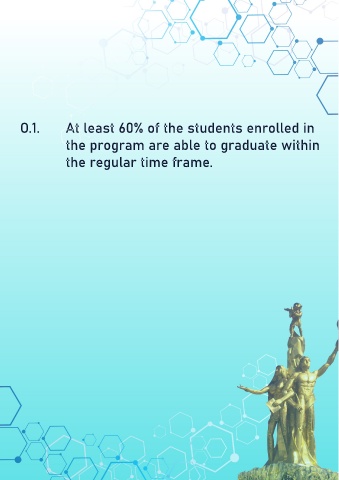 O.1. At least 60% of the students enrolled in
the program are able to graduate within
the regular time frame.